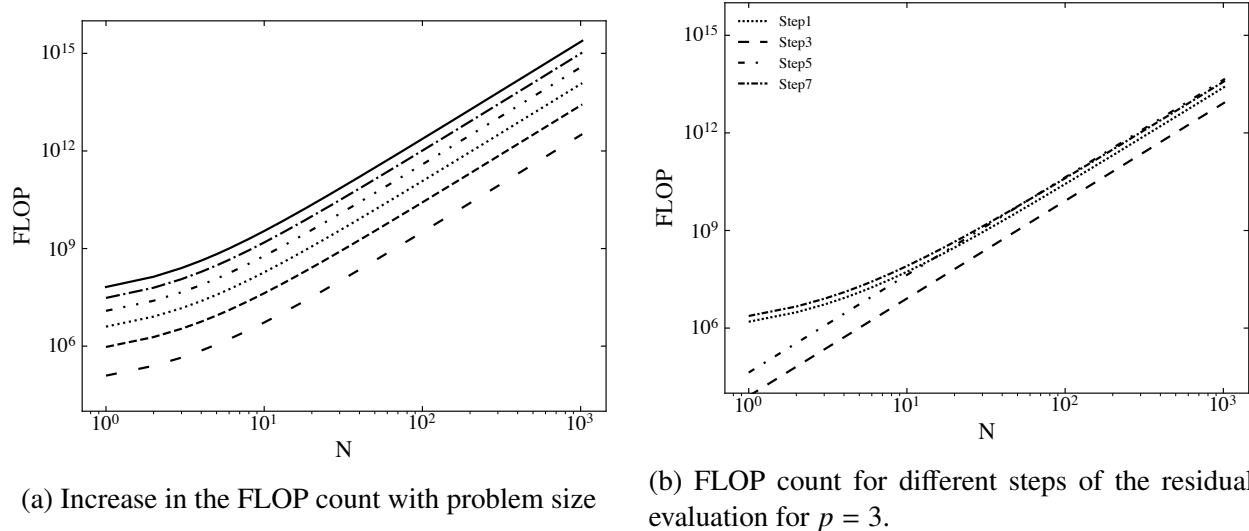 10^15
10^12
10^9
10^6
FLOP
10^0 10^1 10^2 10^3
N
(a) Increase in the FLOP count with problem size
Step1
Step3
Step5
Step7
10^15
10^12
10^9
10^6
FLOP
10^0 10^1 10^2 10^3
N
(b) FLOP count for different steps of the residual
evaluation for p = 3.